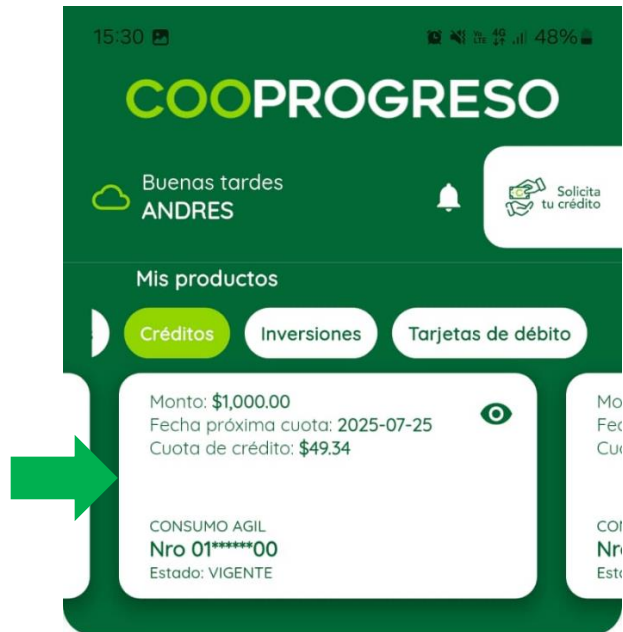 15:30 48%
COOPROGRESO
Buenas tardes
ANDRES
Solicita
tu crédito
Mis productos
Créditos Inversiones Tarjetas de débito
Monto: $1,000.00
Fecha próxima cuota: 2025-07-25
Cuota de crédito: $49.34
CONSUMO AGIL
Nro 01******00
Estado: VIGENTE